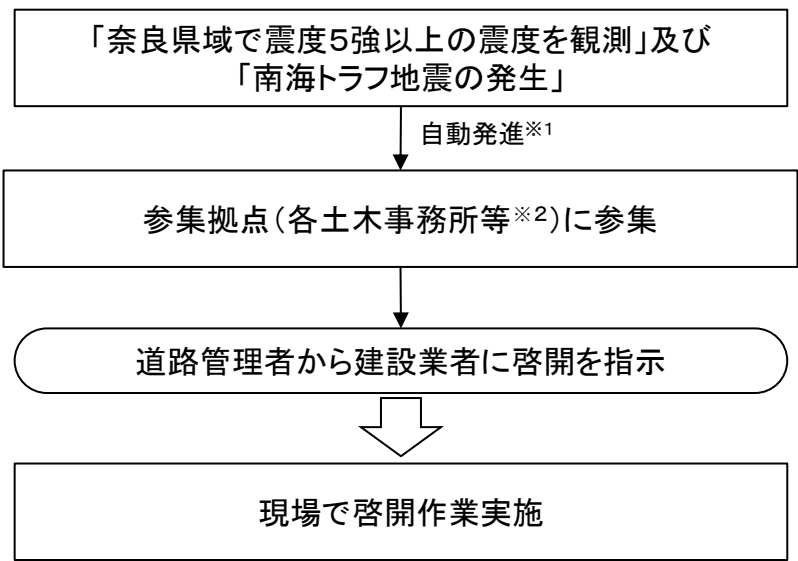 「奈良県域で震度5強以上の震度を観測」及び
「南海トラフ地震の発生」
自動発進※1
参集拠点(各土木事務所等※2)に参集
道路管理者から建設業者に啓開を指示
現場で啓開作業実施